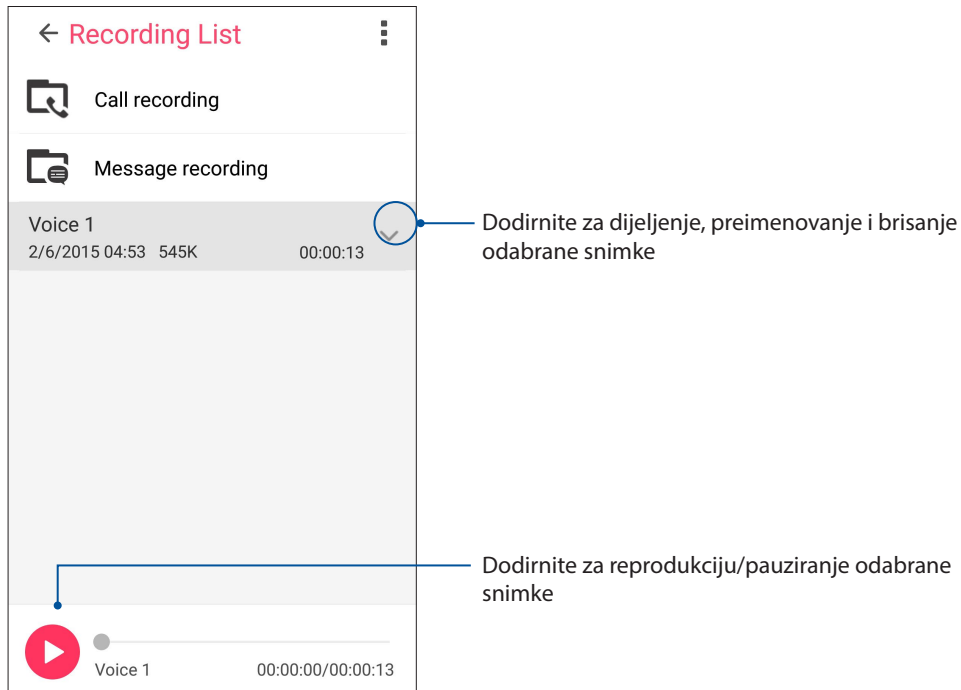 Recording List
Call recording
Message recording
Voice 1
2/6/2015 04:53 545K 00:00:13
Dodirnite za dijeljenje, preimenovanje i brisanje
odabrane snimke
Dodirnite za reprodukciju/pauziranje odabrane
snimke
Voice 1 00:00:00/00:00:13